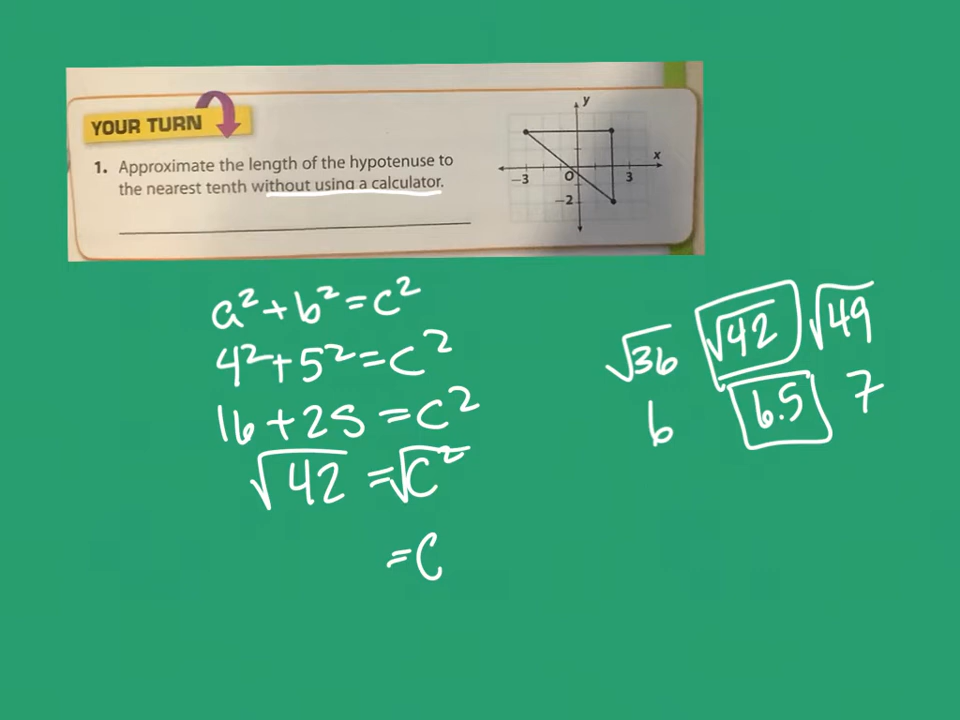 YOUR TURN
1. Approximate the length of the hypotenuse to
the nearest tenth without using a calculator.
y
x
−3
O
3
−2
a²+b²=c²
4²+5²=c²
16+25=c²
√42=√c²
=c
√36 √42 √49
6 6.5 7